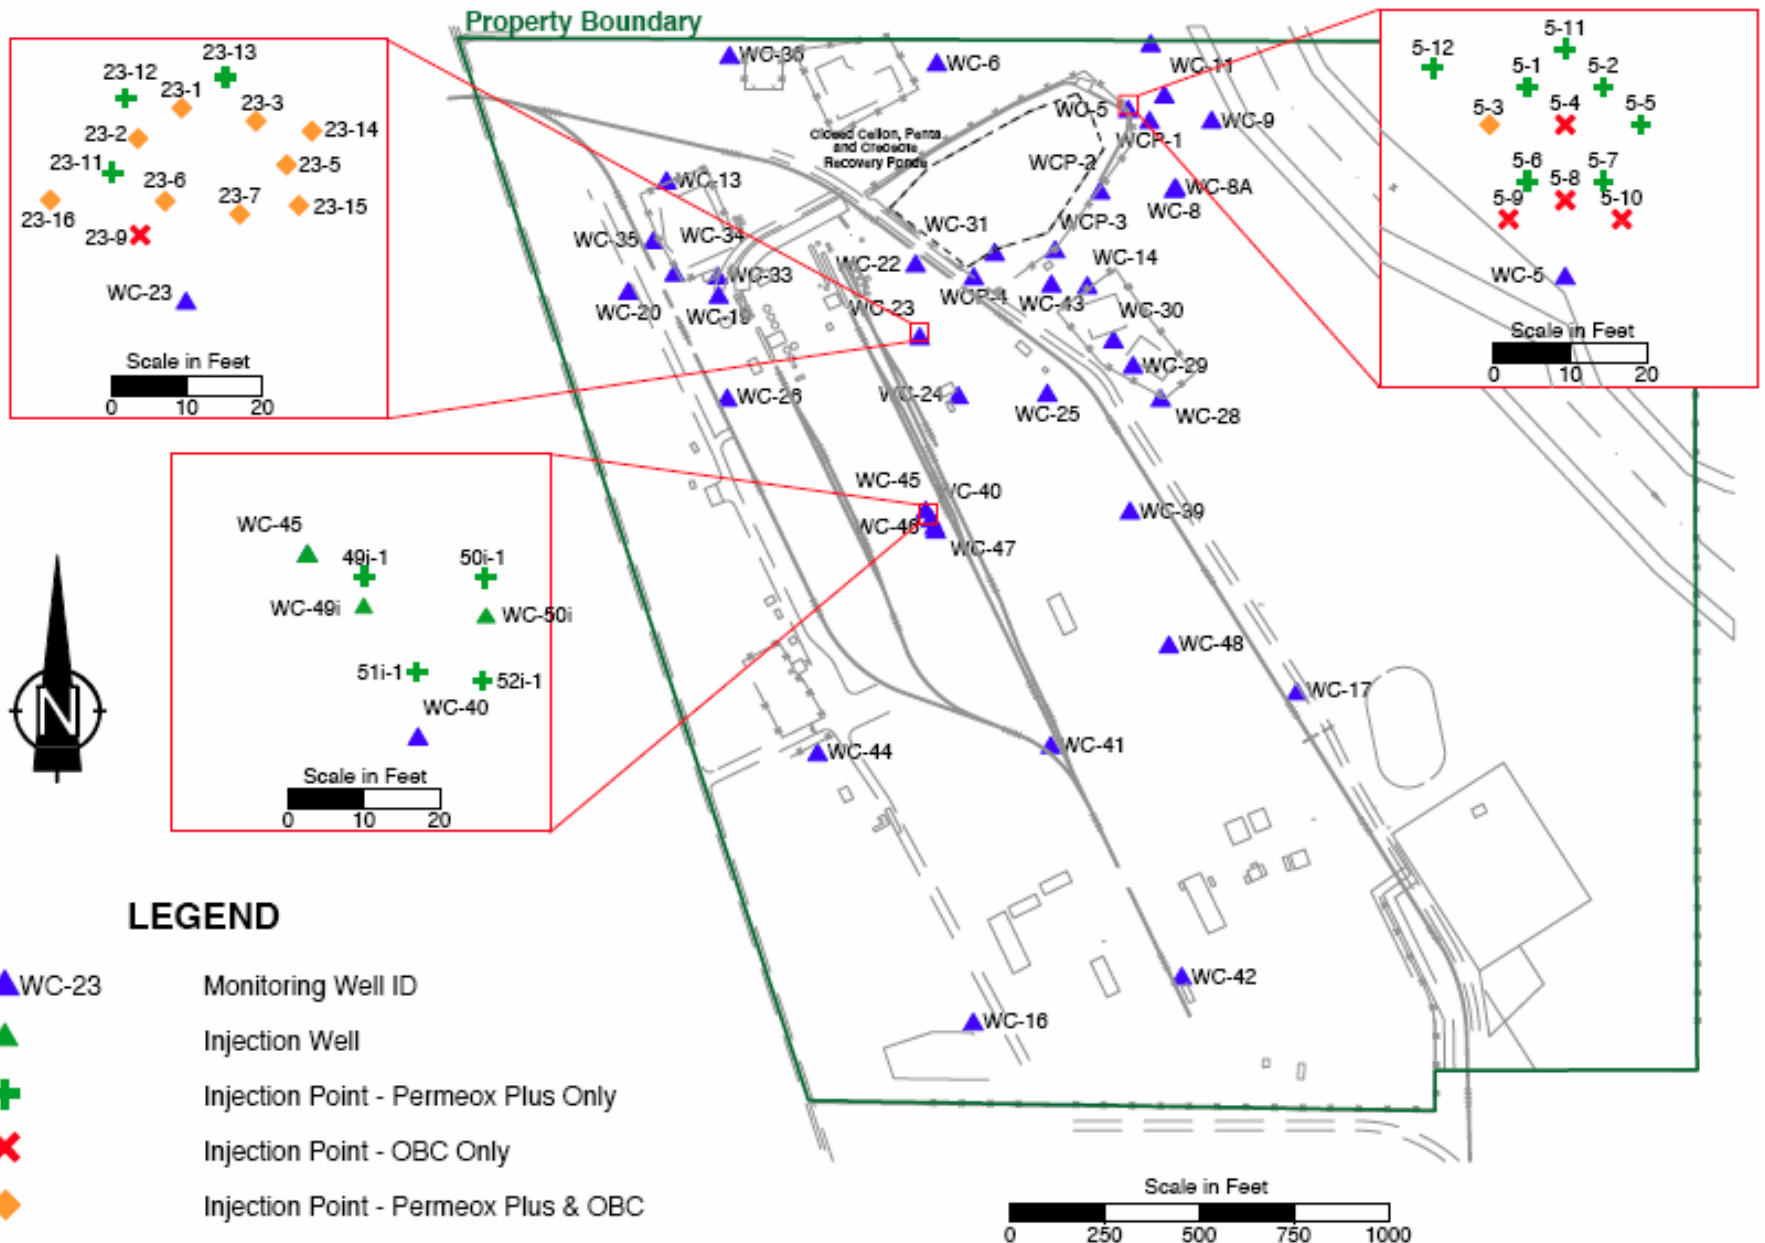 Property Boundary
23-13
23-12
23-1
23-3
23-2
23-14
23-11
23-5
23-6
23-7
23-15
23-16
23-9
WC-23
Scale in Feet
0 10 20
5-11
5-12
5-1
5-2
5-3
5-4
5-5
5-6
5-7
5-8
5-9
5-10
WC-5
Scale in Feet
0 10 20
WC-36
WC-6
WC-11
WC-5
WC-9
WCP-1
Closed Cellon, Penta
and Creosote
Recovery Ponds
WCP-2
WC-13
WC-8A
WC-8
WCP-3
WC-31
WC-35
WC-34
WC-22
WC-14
WC-33
WCP-4
WC-43
WC-20
WC-19
WC-23
WC-30
WC-29
WC-26
WC-24
WC-25
WC-28
WC-45
WC-40
WC-46
WC-39
WC-47
WC-48
WC-17
WC-44
WC-41
WC-42
WC-16
WC-45
49i-1
50i-1
WC-49i
WC-50i
51i-1
52i-1
WC-40
Scale in Feet
0 10 20
N
LEGEND
WC-23 Monitoring Well ID
Injection Well
Injection Point - Permeox Plus Only
Injection Point - OBC Only
Injection Point - Permeox Plus & OBC
Scale in Feet
0 250 500 750 1000